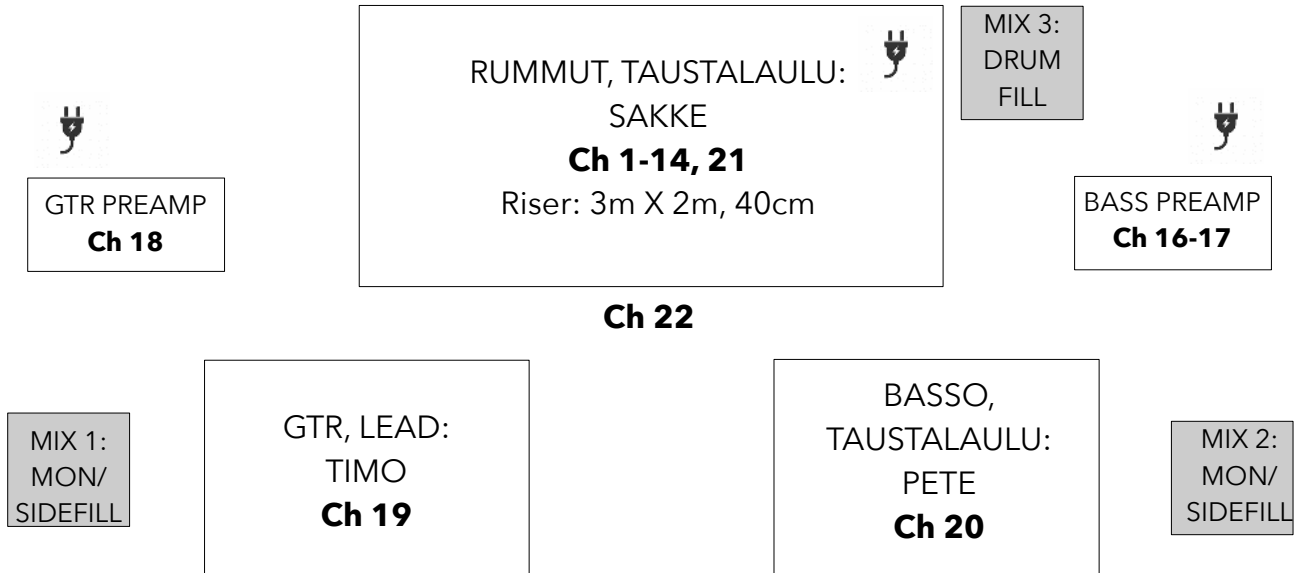 RUMMUT, TAUSTALAULU:
SAKKE
Ch 1-14, 21
Riser: 3m X 2m, 40cm
MIX 3:
DRUM
FILL
GTR PREAMP
Ch 18
BASS PREAMP
Ch 16-17
Ch 22
MIX 1:
MON/
SIDEFILL
GTR, LEAD:
TIMO
Ch 19
BASSO,
TAUSTALAULU:
PETE
Ch 20
MIX 2:
MON/
SIDEFILL